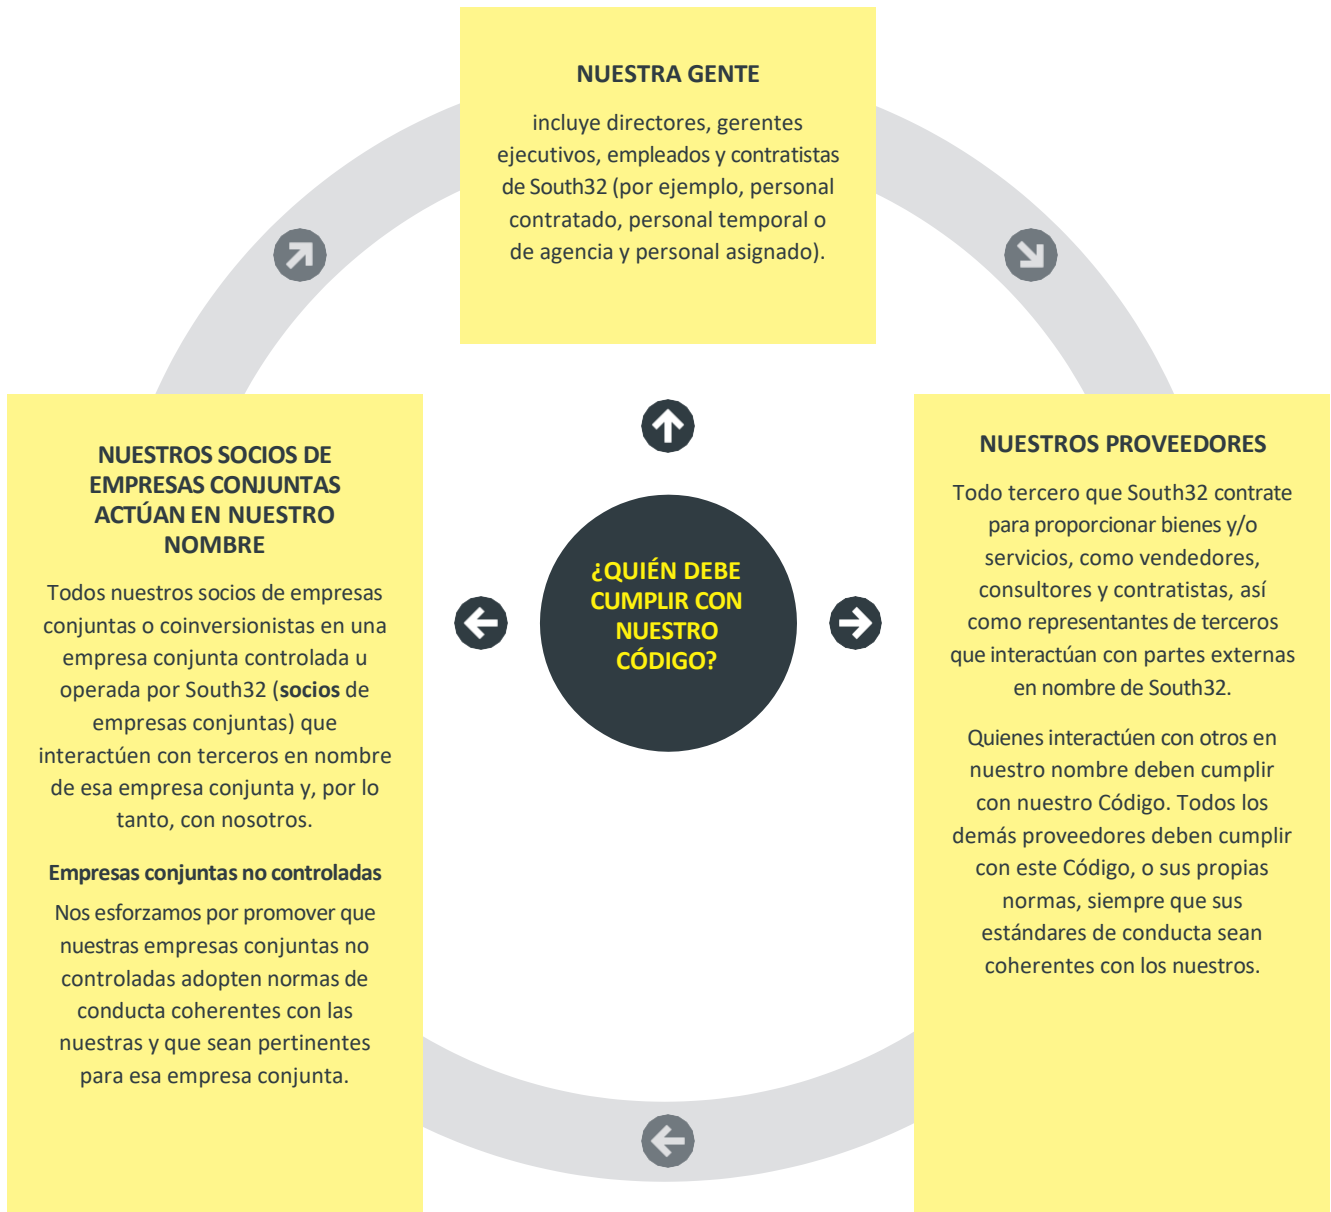 NUESTRA GENTE
incluye directores, gerentes
ejecutivos, empleados y contratistas
de South32 (por ejemplo, personal
contratado, personal temporal o
de agencia y personal asignado).
NUESTROS SOCIOS DE
EMPRESAS CONJUNTAS
ACTÚAN EN NUESTRO
NOMBRE
Todos nuestros socios de empresas
conjuntas o coinversionistas en una
empresa conjunta controlada u
operada por South32 (socios de
empresas conjuntas) que
interactúen con terceros en nombre
de esa empresa conjunta y, por lo
tanto, con nosotros.
Empresas conjuntas no controladas
Nos esforzamos por promover que
nuestras empresas conjuntas no
controladas adopten normas de
conducta coherentes con las
nuestras y que sean pertinentes
para esa empresa conjunta.
¿QUIÉN DEBE
CUMPLIR CON
NUESTRO
CÓDIGO?
NUESTROS PROVEEDORES
Todo tercero que South32 contrate
para proporcionar bienes y/o
servicios, como vendedores,
consultores y contratistas, así
como representantes de terceros
que interactúan con partes externas
en nombre de South32.
Quienes interactúen con otros en
nuestro nombre deben cumplir
con nuestro Código. Todos los
demás proveedores deben cumplir
con este Código, o sus propias
normas, siempre que sus
estándares de conducta sean
coherentes con los nuestros.